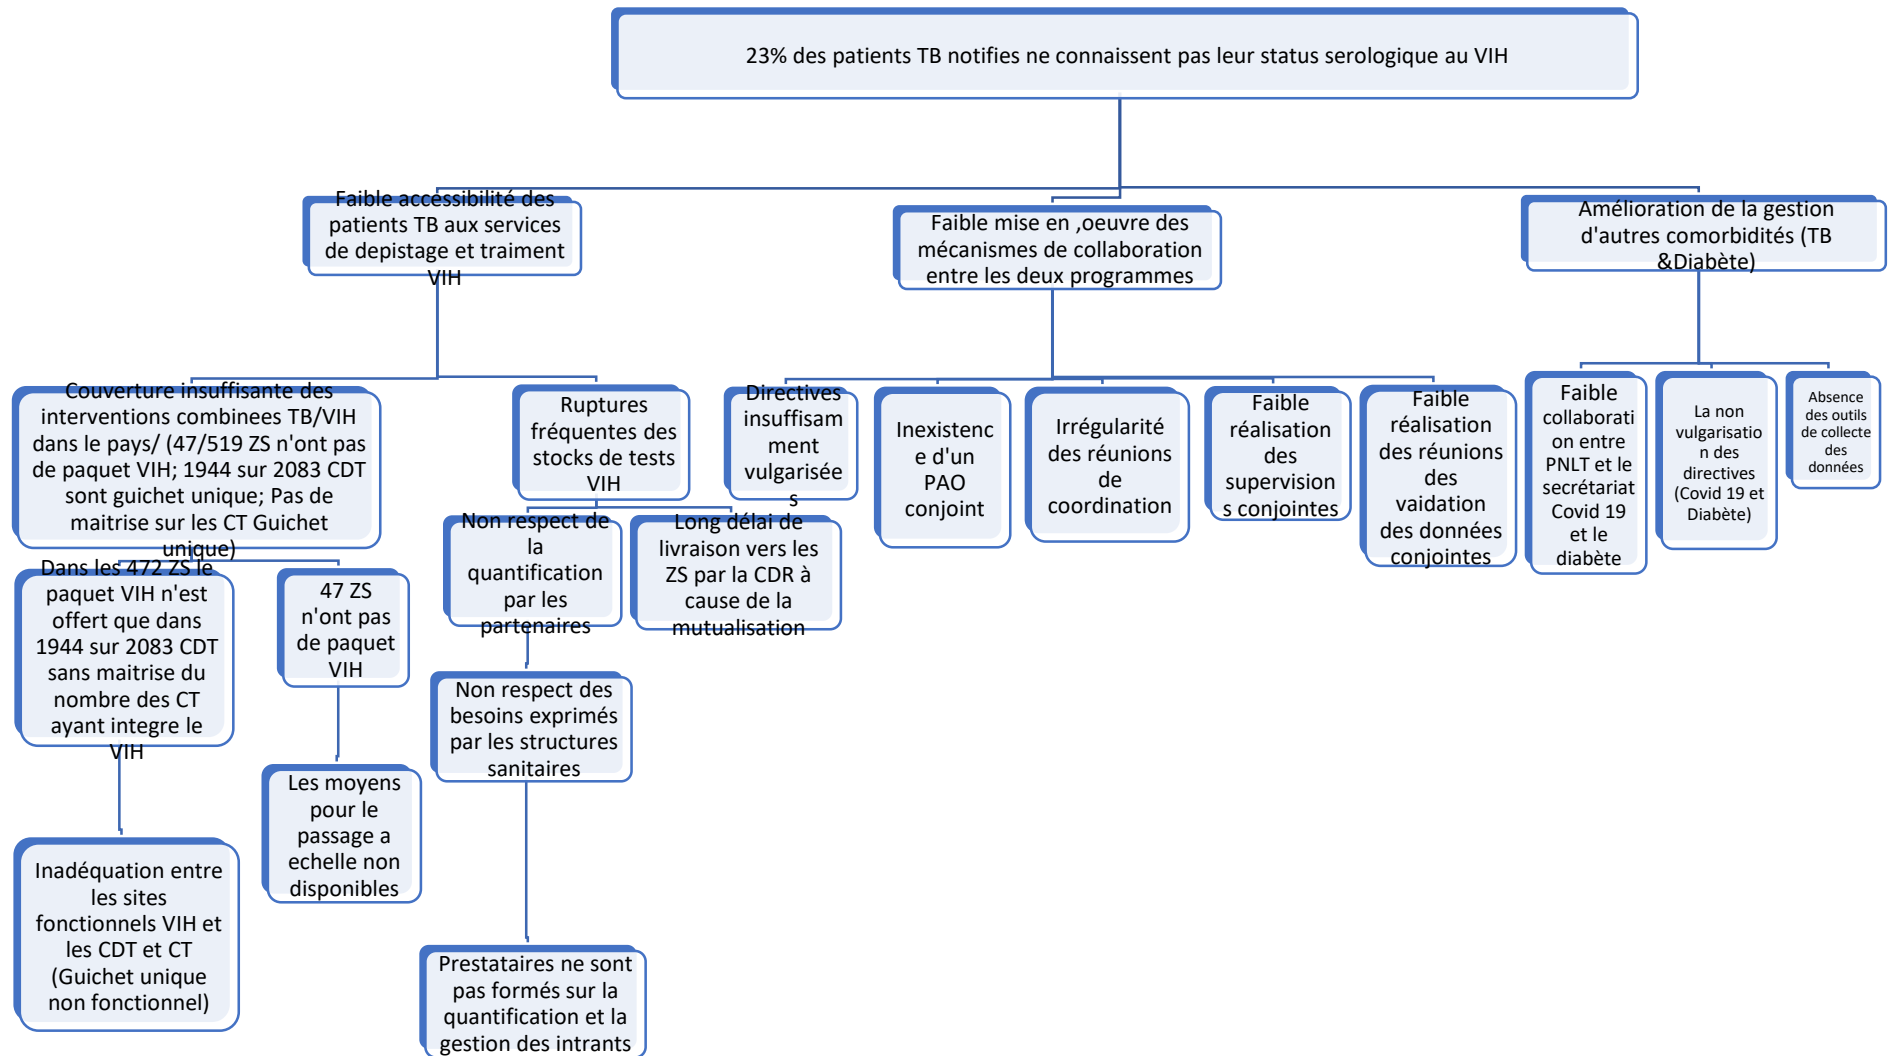 23% des patients TB notifies ne connaissent pas leur status serologique au VIH
Faible accessibilité des
patients TB aux services
de depistage et traiment
VIH
Faible mise en ,oeuvre des
mécanismes de collaboration
entre les deux programmes
Amélioration de la gestion
d'autres comorbidités (TB
&Diabète)
Couverture insuffisante des
interventions combinees TB/VIH
dans le pays/ (47/519 ZS n'ont pas
de paquet VIH; 1944 sur 2083 CDT
sont guichet unique; Pas de
maitrise sur les CT Guichet
unique)
Ruptures
fréquentes des
stocks de tests
VIH
Directives
insuffisam
ment
vulgarisée
s
Inexistenc
e d'un
PAO
conjoint
Irrégularité
des réunions
de
coordination
Faible
réalisation
des
supervision
s conjointes
Faible
réalisation
des réunions
des
vaidation
des données
conjointes
Faible
collaborati
on entre
PNLT et le
secrétariat
Covid 19
et le
diabète
La non
vulgarisatio
n des
directives
(Covid 19 et
Diabète)
Absence
des outils
de collecte
des
données
Dans les 472 ZS le
paquet VIH n'est
offert que dans
1944 sur 2083 CDT
sans maitrise du
nombre des CT
ayant integre le
VIH
47 ZS
n'ont pas
de paquet
VIH
Non respect de
la
quantification
par les
partenaires
Long délai de
livraison vers les
ZS par la CDR à
cause de la
mutualisation
Non respect des
besoins exprimés
par les structures
sanitaires
Les moyens
pour le
passage a
echelle non
disponibles
Inadéquation entre
les sites
fonctionnels VIH et
les CDT et CT
(Guichet unique
non fonctionnel)
Prestataires ne sont
pas formés sur la
quantification et la
gestion des intrants